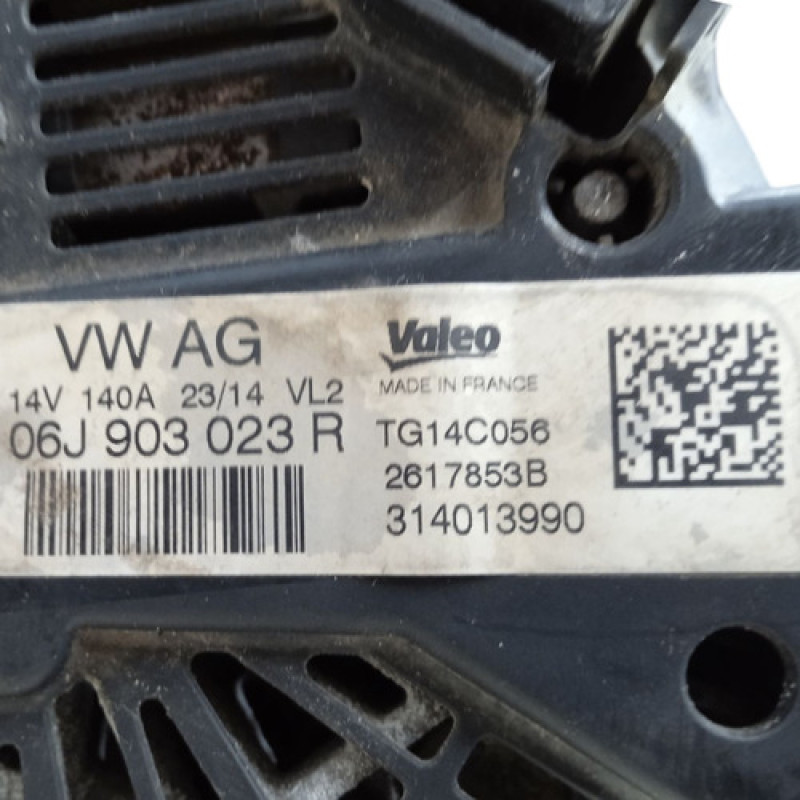 VW AG
14V 140A 23/14 VL2
06J 903 023 R
Valeo
MADE IN FRANCE
TG14C056
2617853B
314013990